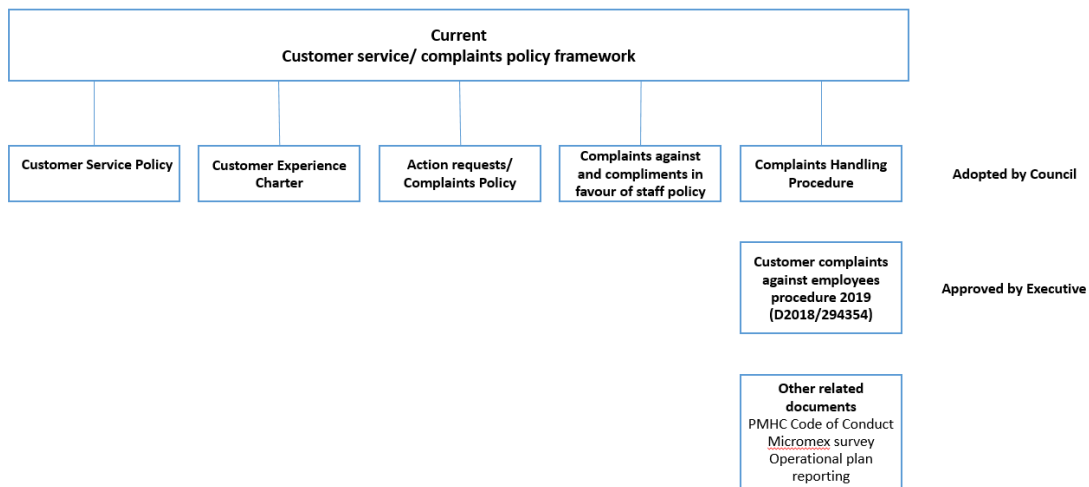 Current
Customer service/ complaints policy framework
Customer Service Policy
Customer Experience
Charter
Action requests/
Complaints Policy
Complaints against
and compliments in
favour of staff policy
Complaints Handling
Procedure
Adopted by Council
Customer complaints
against employees
procedure 2019
(D2018/294354)
Approved by Executive
Other related
documents
PMHC Code of Conduct
Micromex survey
Operational plan
reporting